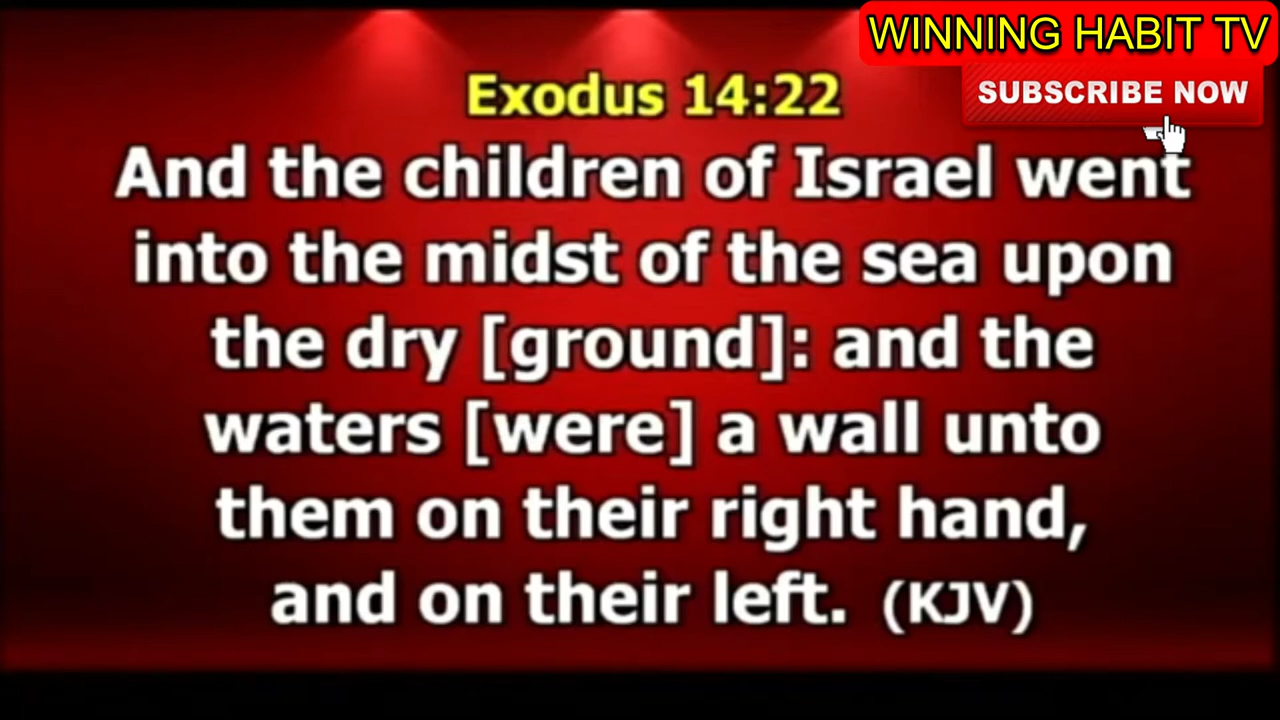 WINNING HABIT TV
SUBSCRIBE NOW
Exodus 14:22
And the children of Israel went
into the midst of the sea upon
the dry [ground]: and the
waters [were] a wall unto
them on their right hand,
and on their left. (KJV)